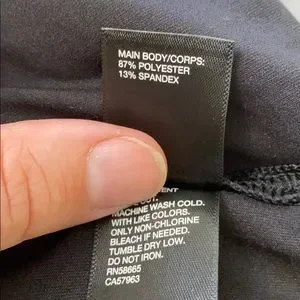 MAIN BODY/CORPS:
87% POLYESTER
13% SPANDEX
MACHINE WASH COLD.
WITH LIKE COLORS.
ONLY NON-CHLORINE
BLEACH IF NEEDED.
TUMBLE DRY LOW.
DO NOT IRON.
RN58665
CA57963